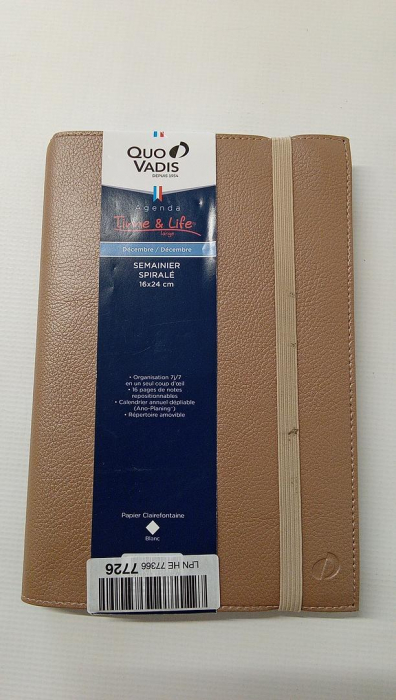 QUO
VADIS
DEPUIS 1954
Agenda
Time & Life
large
Décembre / Décembre
SEMAINIER
SPIRALÉ
16x24 cm
• Organisation 7j/7
en un seul coup d'œil
• 16 pages de notes
repositionnables
• Calendrier annuel dépliable
(Ano-Planing*)
• Répertoire amovible
Papier Clairefontaine
Blanc
LPN HE 77366 7726